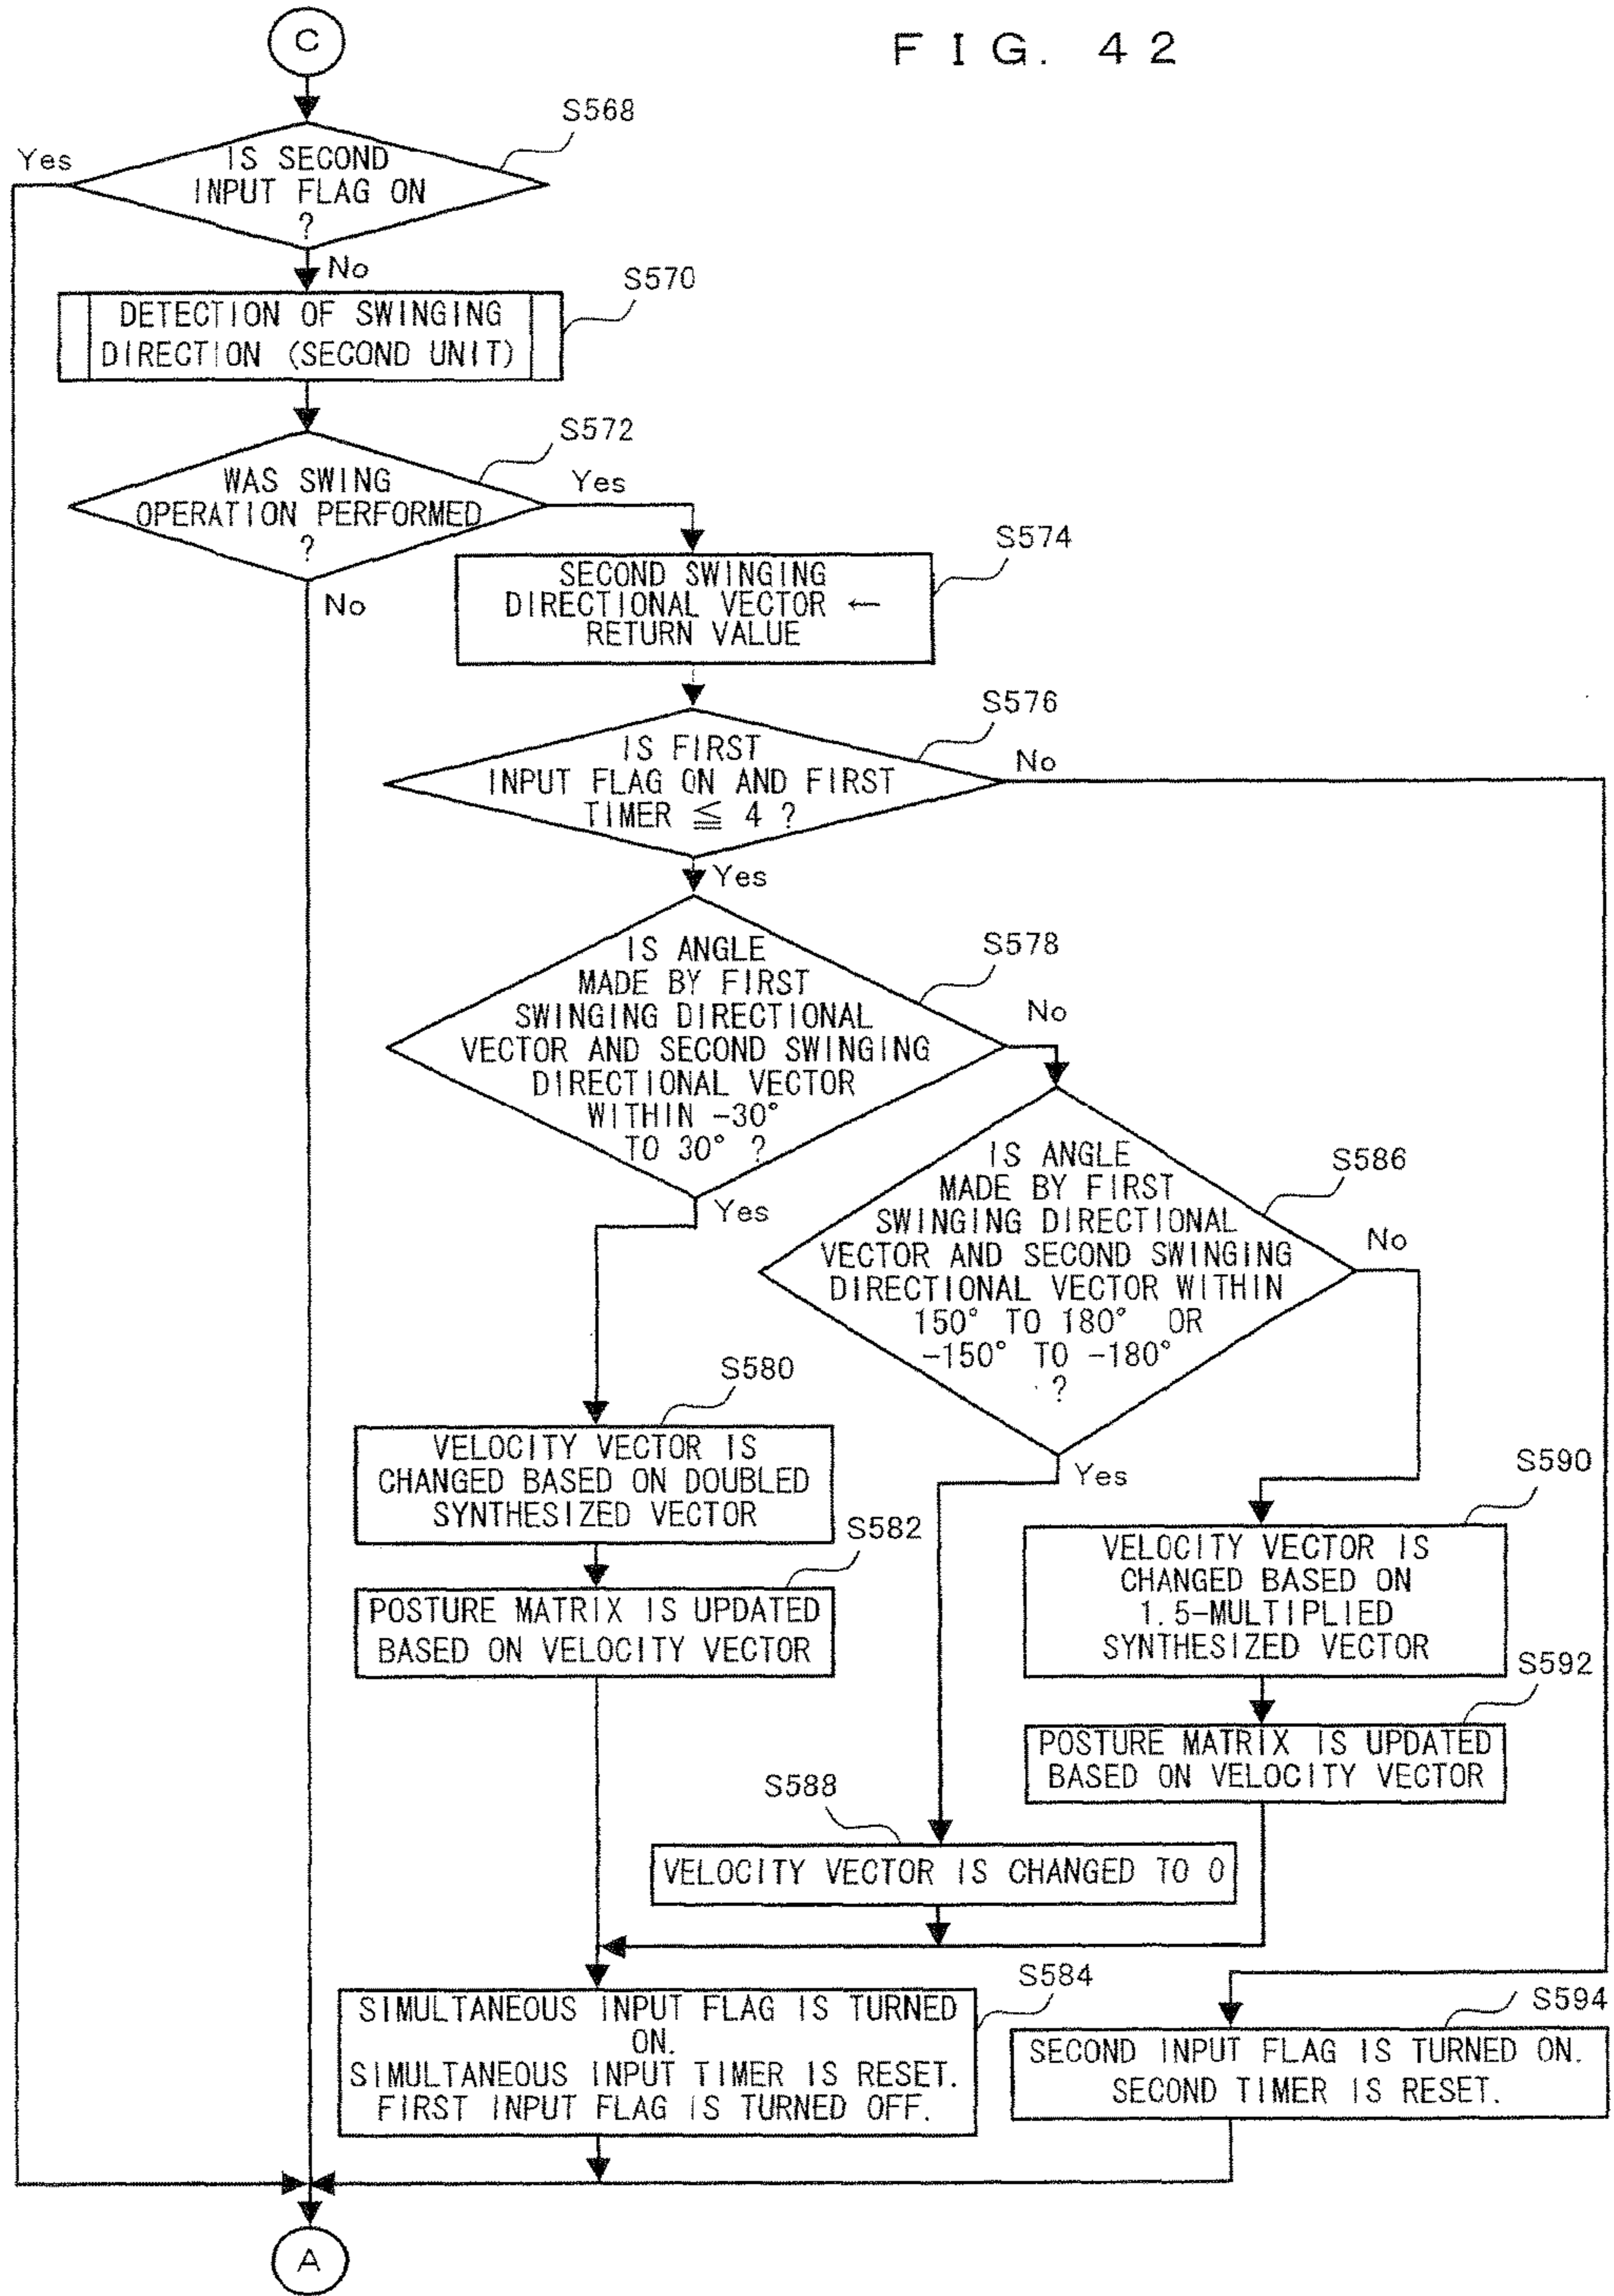 FIG. 42
C
S568
Yes
IS SECOND
INPUT FLAG ON
?
No
S570
DETECTION OF SWINGING
DIRECTION (SECOND UNIT)
S572
WAS SWING
OPERATION PERFORMED
?
Yes
No
S574
SECOND SWINGING
DIRECTIONAL VECTOR ←
RETURN VALUE
S576
IS FIRST
INPUT FLAG ON AND FIRST
TIMER ≦ 4 ?
No
Yes
S578
IS ANGLE
MADE BY FIRST
SWINGING DIRECTIONAL
VECTOR AND SECOND SWINGING
DIRECTIONAL VECTOR
WITHIN -30°
TO 30° ?
No
Yes
S586
IS ANGLE
MADE BY FIRST
SWINGING DIRECTIONAL
VECTOR AND SECOND SWINGING
DIRECTIONAL VECTOR WITHIN
150° TO 180° OR
-150° TO -180°
?
No
Yes
S580
VELOCITY VECTOR IS
CHANGED BASED ON DOUBLED
SYNTHESIZED VECTOR
S582
POSTURE MATRIX IS UPDATED
BASED ON VELOCITY VECTOR
S590
VELOCITY VECTOR IS
CHANGED BASED ON
1.5-MULTIPLIED
SYNTHESIZED VECTOR
S592
POSTURE MATRIX IS UPDATED
BASED ON VELOCITY VECTOR
S588
VELOCITY VECTOR IS CHANGED TO 0
S584
SIMULTANEOUS INPUT FLAG IS TURNED
ON.
SIMULTANEOUS INPUT TIMER IS RESET.
FIRST INPUT FLAG IS TURNED OFF.
S594
SECOND INPUT FLAG IS TURNED ON.
SECOND TIMER IS RESET.
A